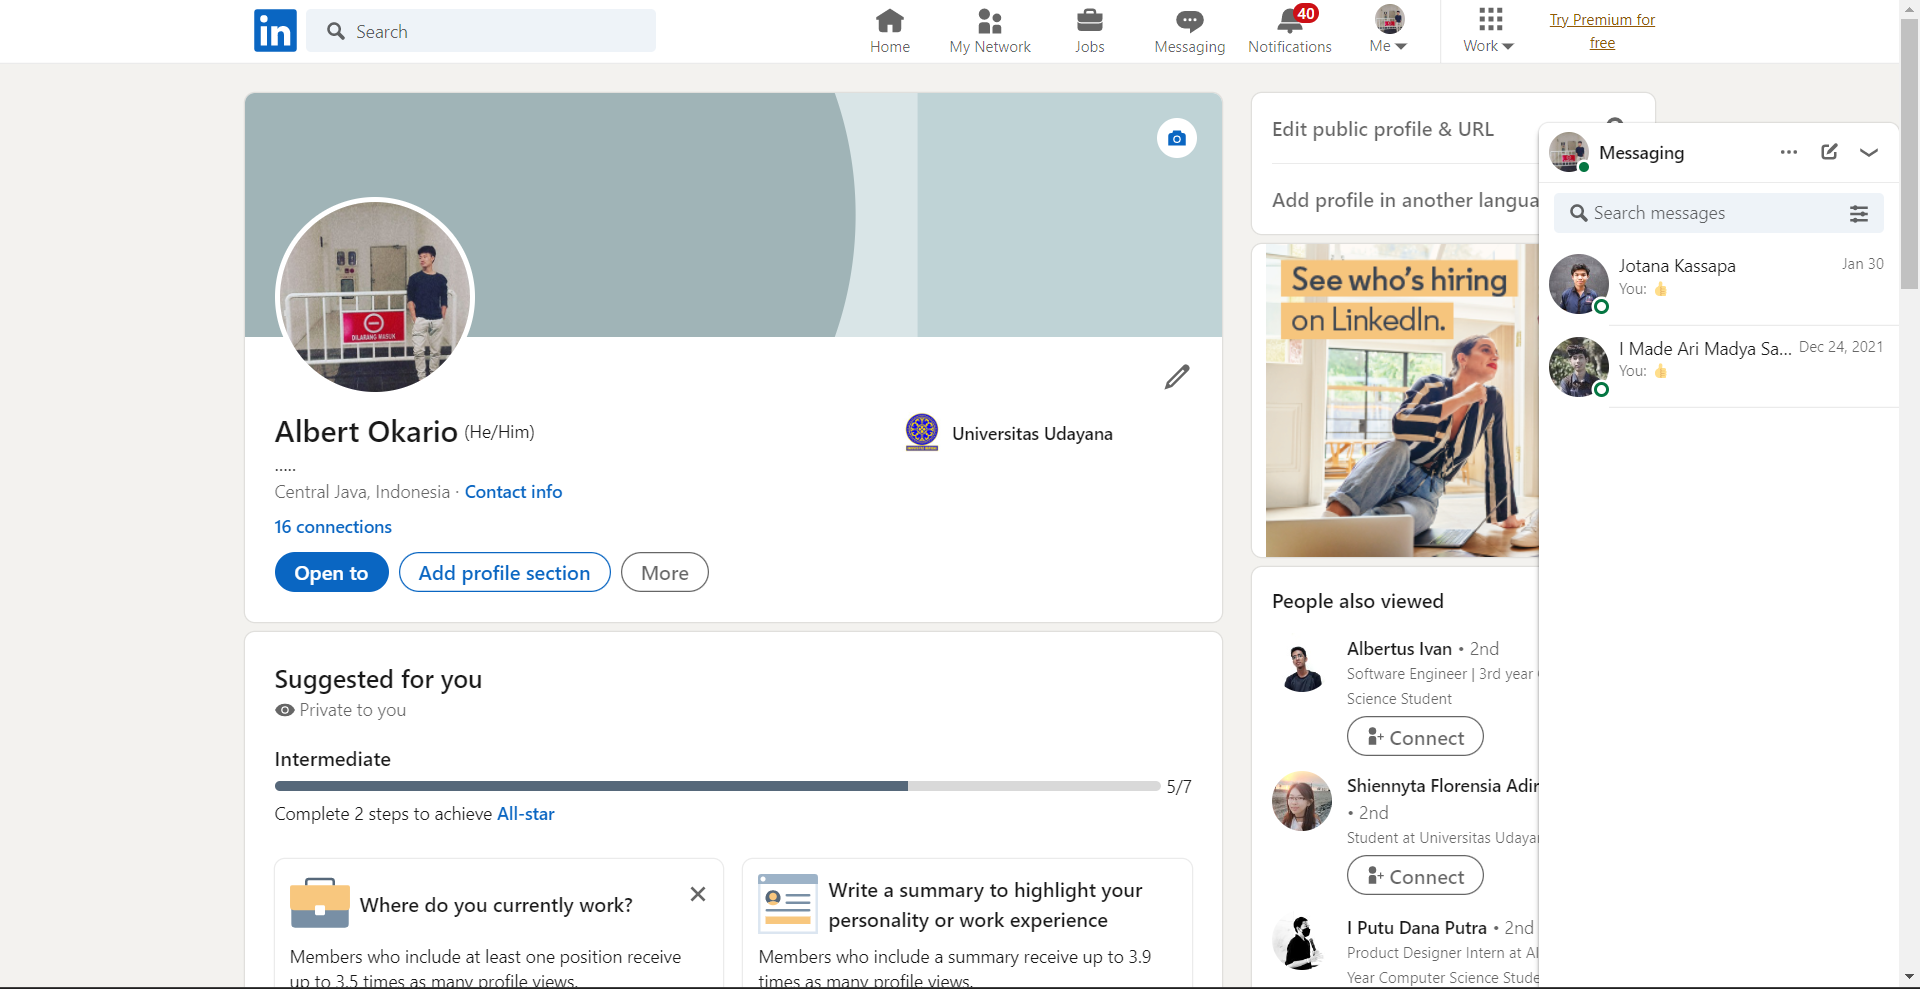 in
Search
Home
My Network
Jobs
Messaging
40
Notifications
Me
Work
Try Premium for
free
DILARANG MASUK
Albert Okario (He/Him)
.....
Central Java, Indonesia · Contact info
16 connections
Open to
Add profile section
More
Universitas Udayana
Suggested for you
Private to you
Intermediate
5/7
Complete 2 steps to achieve All-star
Where do you currently work?
Members who include at least one position receive
up to 3.5 times as many profile views.
Write a summary to highlight your
personality or work experience
Members who include a summary receive up to 3.9
times as many profile views.
Edit public profile & URL
Add profile in another langua
See who's hiring
on LinkedIn.
People also viewed
Albertus Ivan • 2nd
Software Engineer | 3rd year
Science Student
Connect
Shiennyta Florensia Adir
• 2nd
Student at Universitas Udaya
Connect
I Putu Dana Putra • 2nd
Product Designer Intern at Al
Year Computer Science Stude
Messaging
Search messages
Jotana Kassapa
Jan 30
You: 👍
I Made Ari Madya Sa...
Dec 24, 2021
You: 👍